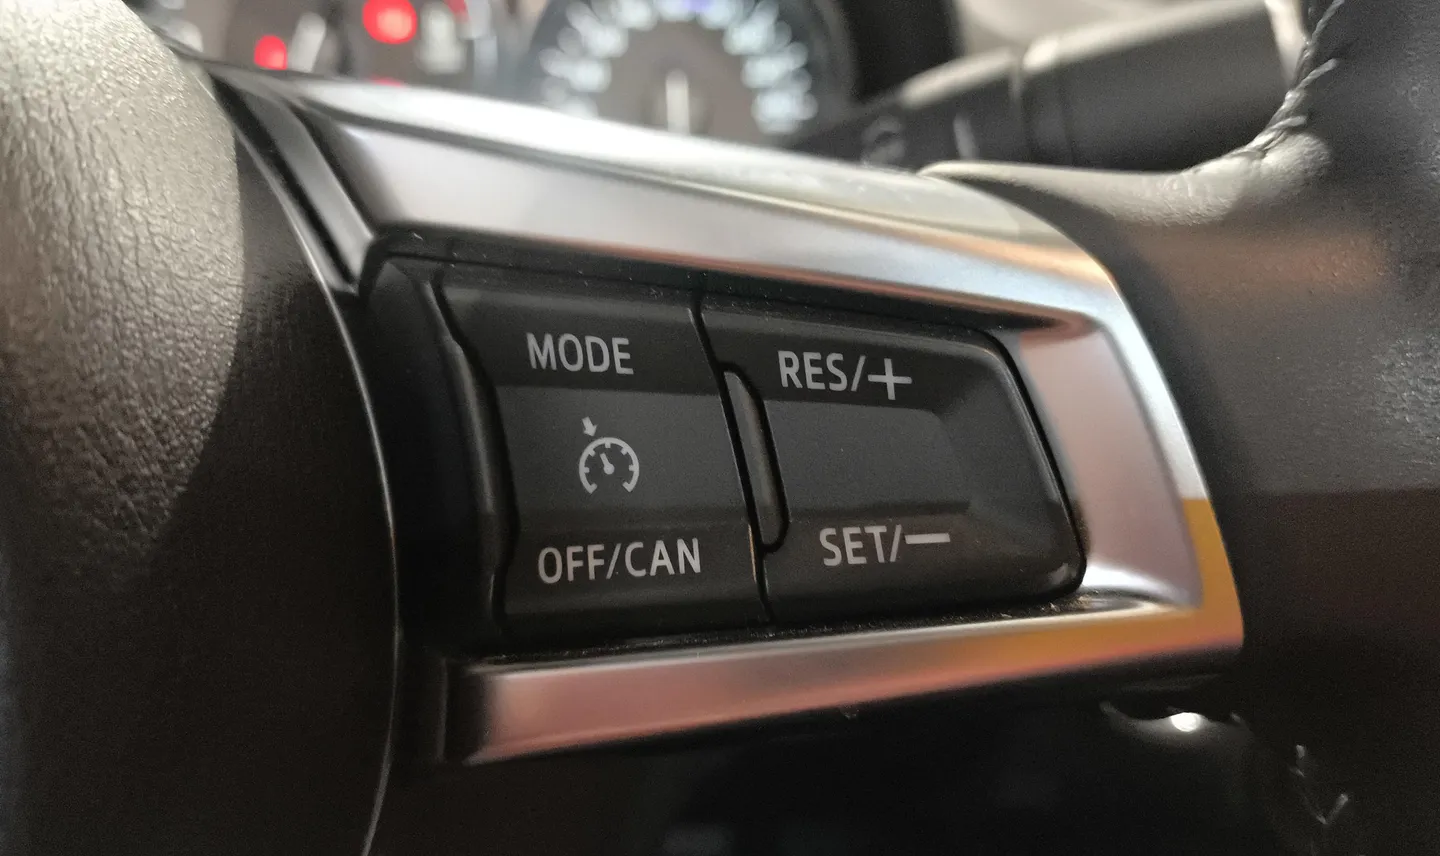 MODE
RES/+
OFF/CAN
SET/−